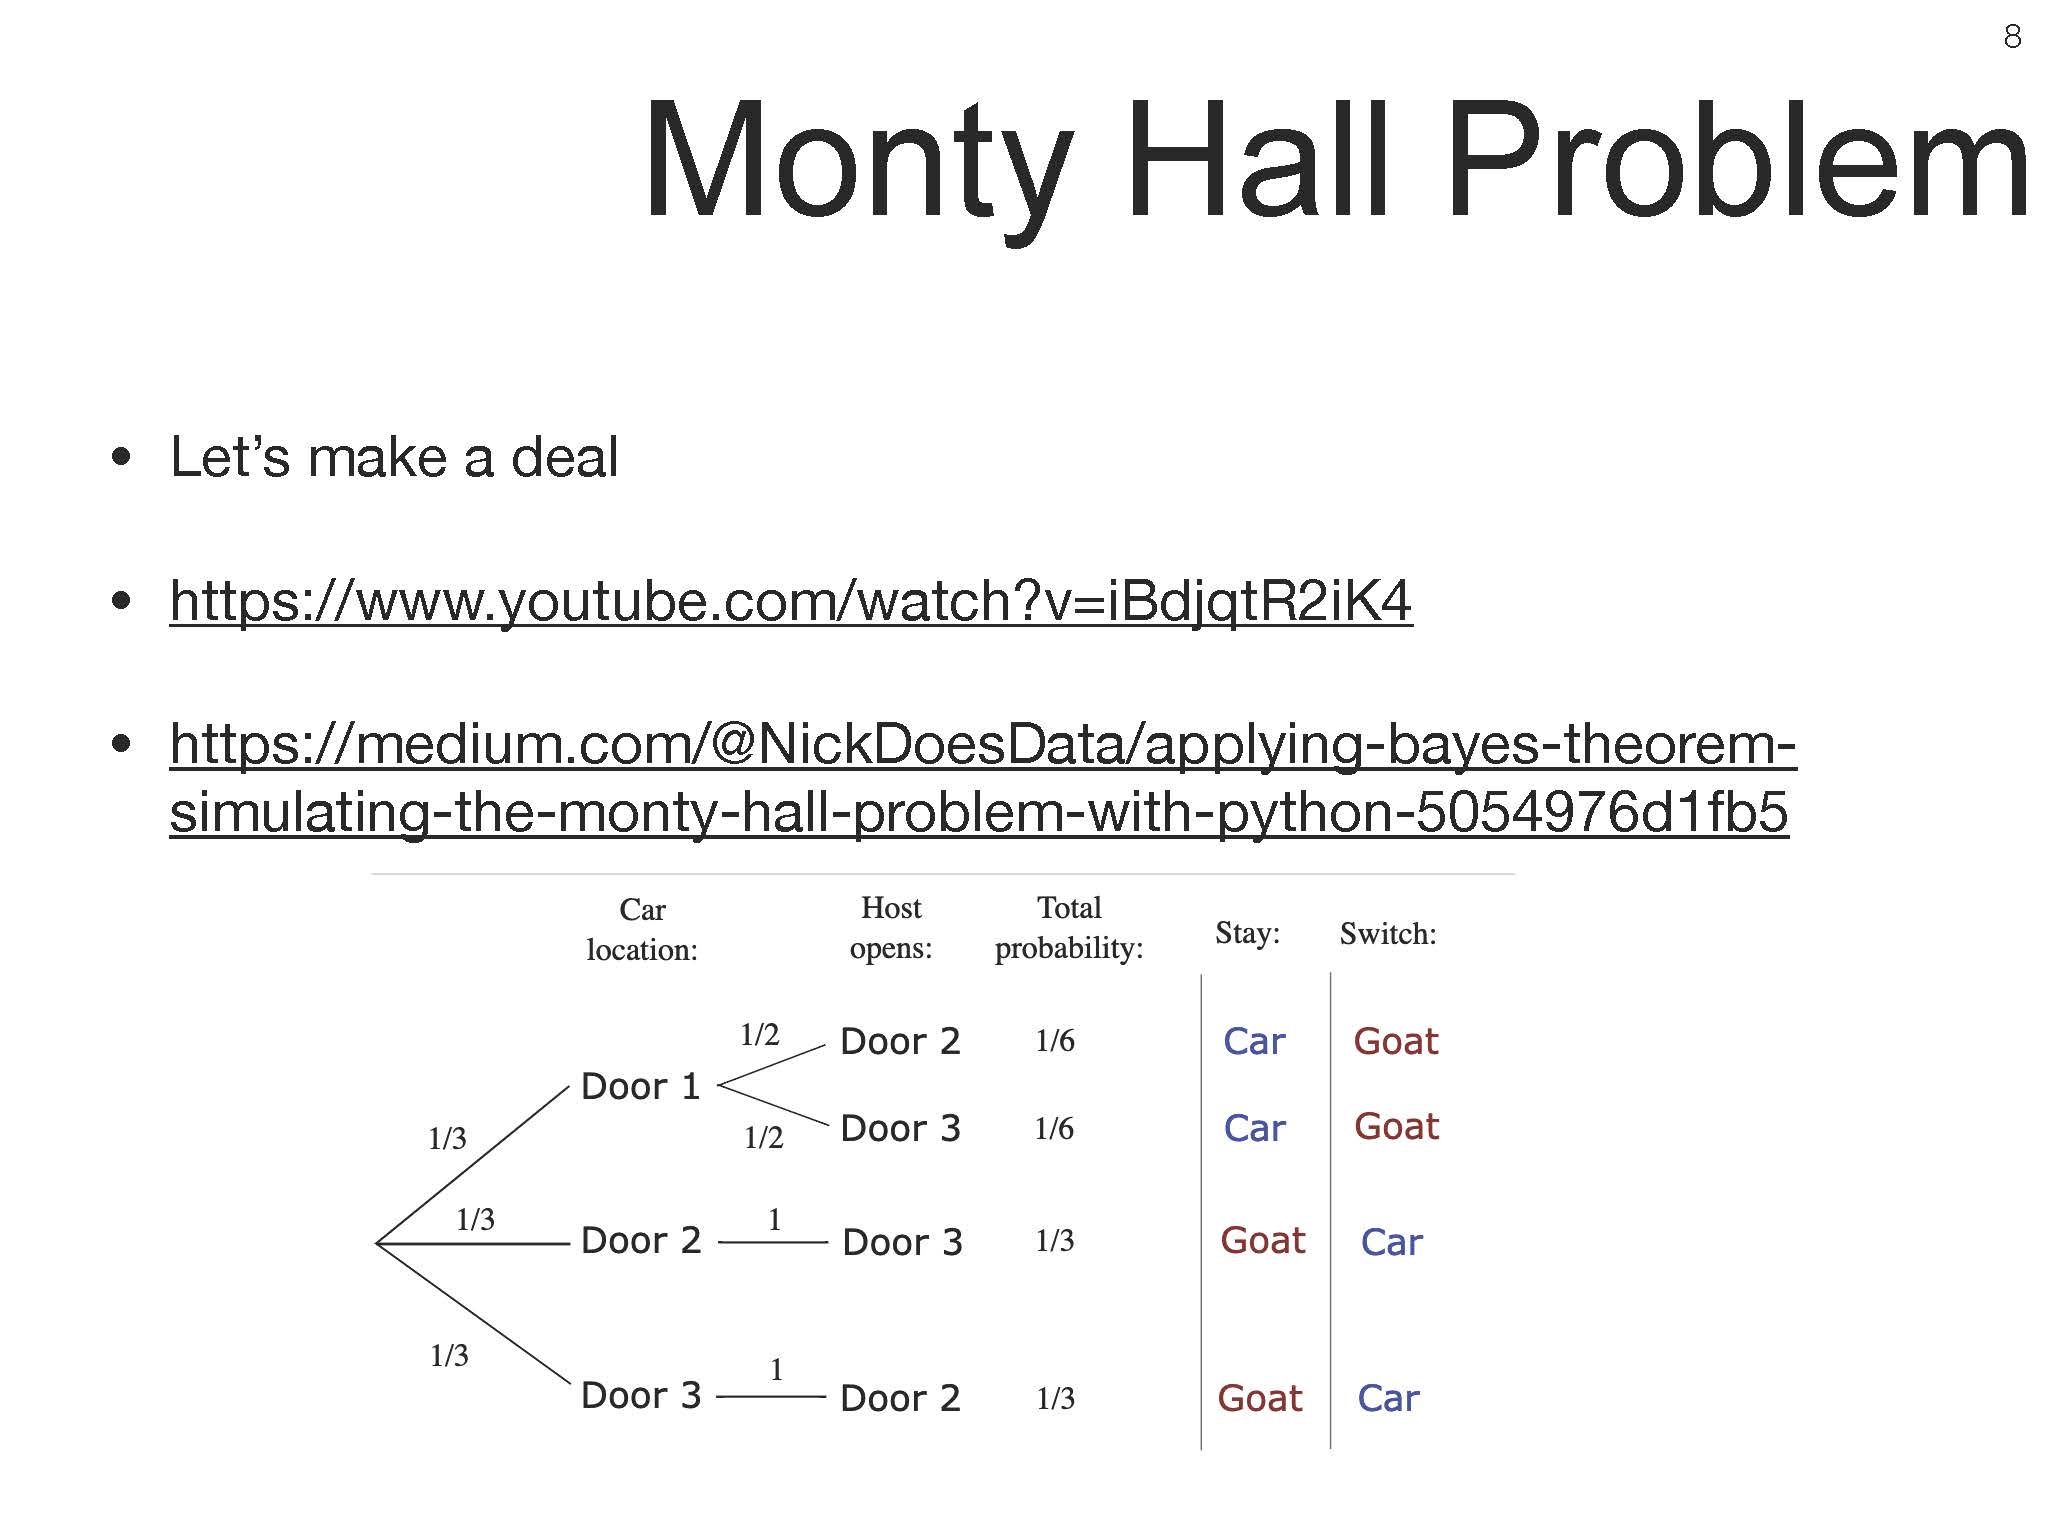 8
Monty Hall Problem
• Let’s make a deal
• https://www.youtube.com/watch?v=iBdjqtR2iK4
• https://medium.com/@NickDoesData/applying-bayes-theorem-
simulating-the-monty-hall-problem-with-python-5054976d1fb5
Car location: Host opens: Total probability: Stay: Switch:
1/2 Door 2 1/6 Car Goat
Door 1
1/3 1/2 Door 3 1/6 Car Goat
1/3 Door 2 1 Door 3 1/3 Goat Car
1/3 Door 3 1 Door 2 1/3 Goat Car